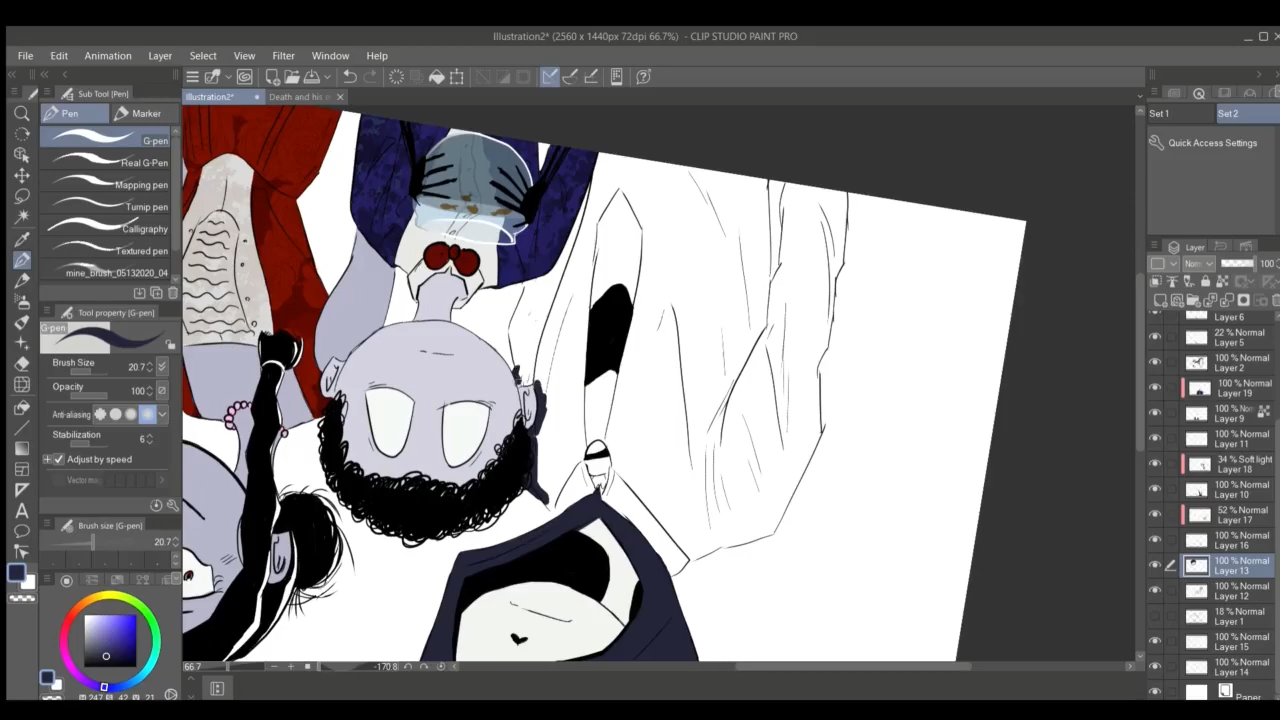 Illustration2* (2560 x 1440px 72dpi 66.7%) - CLIP STUDIO PAINT PRO
File Edit Animation Layer Select View Filter Window Help
Sub Tool [Pen]
Illustration2* Death and his
Pen Marker
G-pen
Real G-Pen
Mapping pen
Turnip pen
Calligraphy
Textured pen
mine_brush_05132020_04
Tool property [G-pen]
G-pen
Brush Size 20.7
Opacity 100
Anti-aliasing
Stabilization 6
Adjust by speed
Brush size [G-pen]
20.7
66.7
-170.8
Set 1 Set 2
Quick Access Settings
Layer
100
Layer 6
22 % Normal
Layer 5
100 % Normal
Layer 2
100 % Normal
Layer 19
100 %
Layer 9
100 % Normal
Layer 11
34 % Soft light
Layer 18
100 % Normal
Layer 10
52 % Normal
Layer 17
100 % Normal
Layer 16
100 % Normal
Layer 13
100 % Normal
Layer 12
18 % Normal
Layer 1
100 % Normal
Layer 15
100 % Normal
Layer 14
Paper